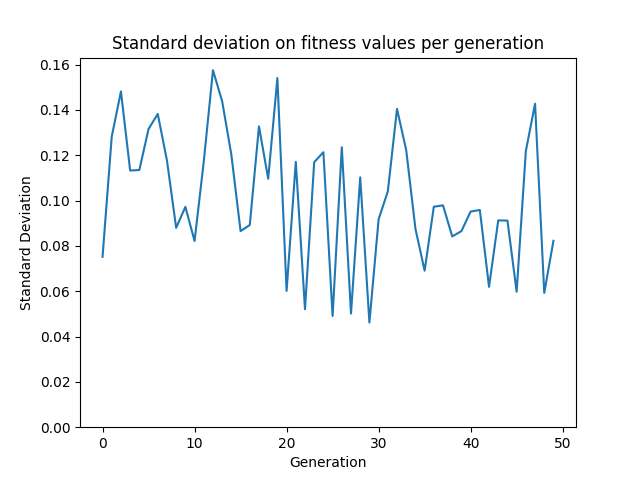 Standard deviation on fitness values per generation
0.16
0.14
0.12
0.10
0.08
0.06
0.04
0.02
0.00
Standard Deviation
0 10 20 30 40 50
Generation